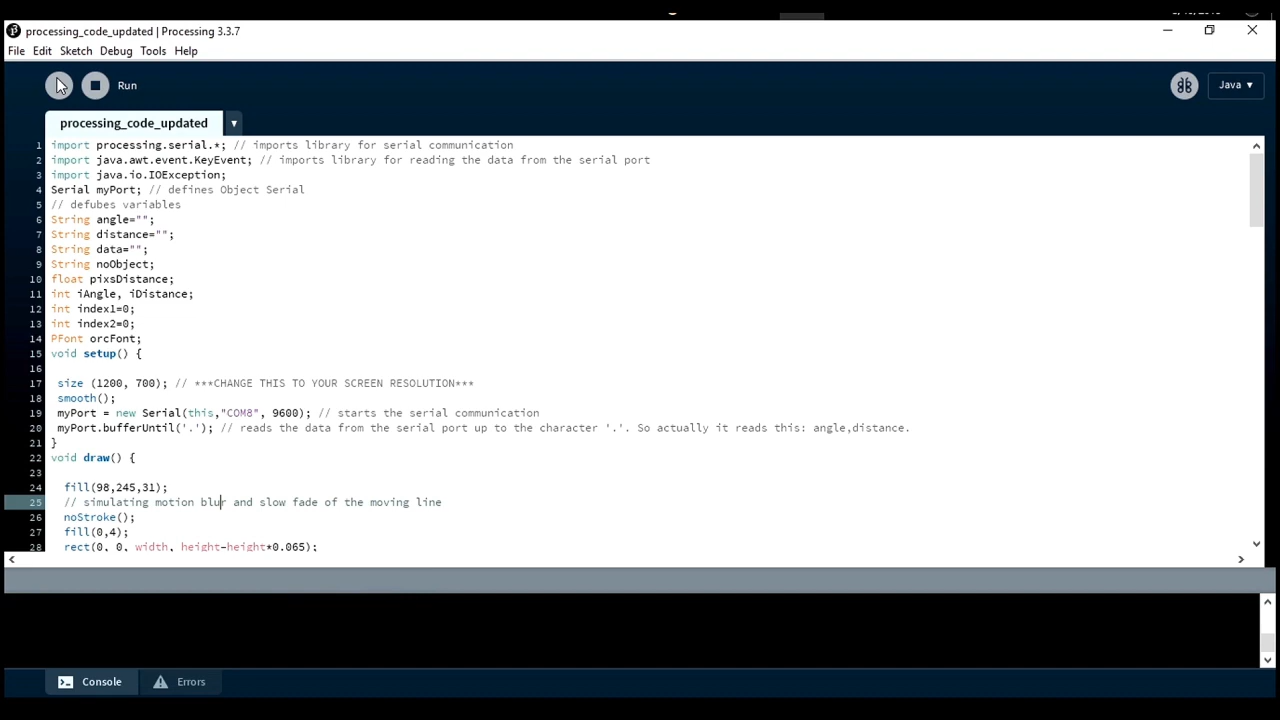 processing_code_updated | Processing 3.3.7
File Edit Sketch Debug Tools Help
Run
Java ▾
processing_code_updated ▾
1 import processing.serial.*; // imports library for serial communication
2 import java.awt.event.KeyEvent; // imports library for reading the data from the serial port
3 import java.io.IOException;
4 Serial myPort; // defines Object Serial
5 // defubes variables
6 String angle="";
7 String distance="";
8 String data="";
9 String noObject;
10 float pixsDistance;
11 int iAngle, iDistance;
12 int index1=0;
13 int index2=0;
14 PFont orcFont;
15 void setup() {
16
17 size (1200, 700); // ***CHANGE THIS TO YOUR SCREEN RESOLUTION***
18 smooth();
19 myPort = new Serial(this,"COM8", 9600); // starts the serial communication
20 myPort.bufferUntil('.'); // reads the data from the serial port up to the character '.'. So actually it reads this: angle,distance.
21 }
22 void draw() {
23
24 fill(98,245,31);
25 // simulating motion blur and slow fade of the moving line
26 noStroke();
27 fill(0,4);
28 rect(0, 0, width, height-height*0.065);
Console Errors